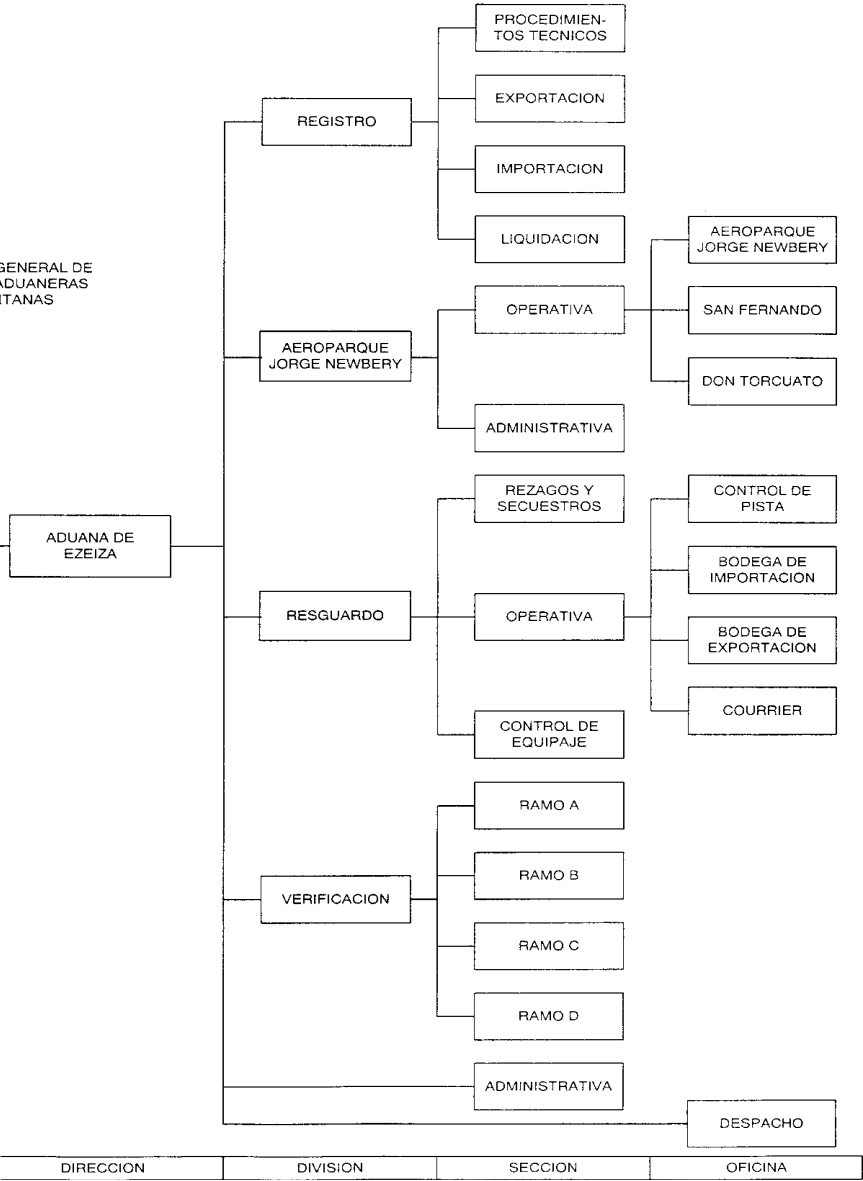 PROCEDIMIEN-
TOS TECNICOS
EXPORTACION
REGISTRO
IMPORTACION
LIQUIDACION
AEROPARQUE
JORGE NEWBERY
GENERAL DE
ADUANERAS
ITANAS
OPERATIVA
SAN FERNANDO
AEROPARQUE
JORGE NEWBERY
DON TORCUATO
ADMINISTRATIVA
REZAGOS Y
SECUESTROS
CONTROL DE
PISTA
ADUANA DE
EZEIZA
BODEGA DE
IMPORTACION
RESGUARDO
OPERATIVA
BODEGA DE
EXPORTACION
COURRIER
CONTROL DE
EQUIPAJE
RAMO A
RAMO B
VERIFICACION
RAMO C
RAMO D
ADMINISTRATIVA
DESPACHO
DIRECCION
DIVISION
SECCION
OFICINA